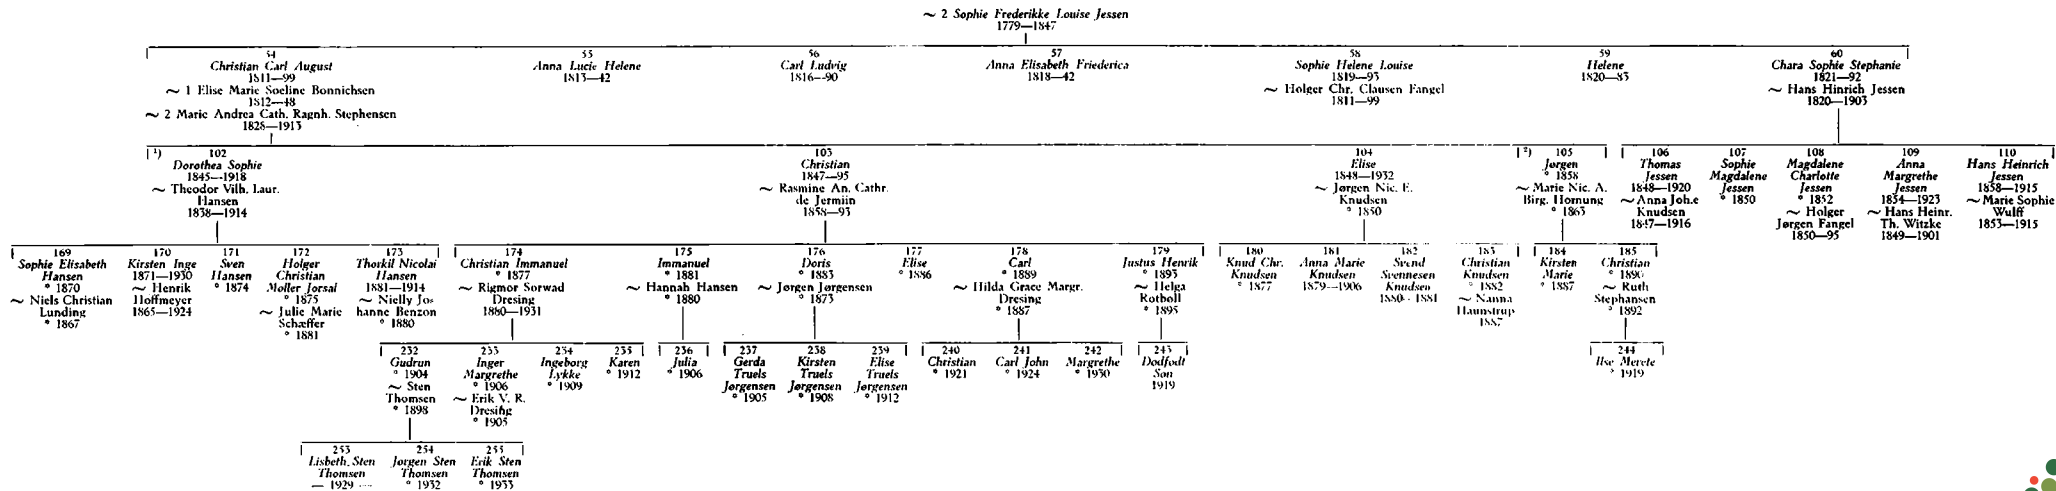 ~ 2 Sophie Frederikke Louise Jessen
1779—1847
54
Christian Carl August
1811—99
~ 1 Elise Marie Soeline Bonnichsen
1812—48
~ 2 Marie Andrea Cath. Ragnh. Stephensen
1828—1913
55
Anna Lucie Helene
1813—42
56
Carl Ludvig
1816—90
57
Anna Elisabeth Friederica
1818—42
58
Sophie Helene Louise
1819—93
~ Holger Chr. Clausen Fangel
1811—99
59
Helene
1820—83
60
Chara Sophie Stephanie
1821—92
~ Hans Hinrich Jessen
1820—1903
¹) 102
Dorothea Sophie
1845—1918
~ Theodor Vilh. Laur.
Hansen
1838—1914
103
Christian
1847—95
~ Rasmine An. Cathr.
de Jermiin
1858—93
104
Elise
1848—1932
~ Jørgen Nic. E.
Knudsen
° 1850
²) 105
Jørgen
° 1858
~ Marie Nic. A.
Birg. Hornung
° 1863
106
Thomas
Jessen
1848—1920
~ Anna Joh.e
Knudsen
1847—1916
107
Sophie
Magdalene
Jessen
° 1850
108
Magdalene
Charlotte
Jessen
° 1852
~ Holger
Jørgen Fangel
1850—95
109
Anna
Margrethe
Jessen
1854—1923
~ Hans Heinr.
Th. Witzke
1849—1901
110
Hans Heinrich
Jessen
1858—1915
~ Marie Sophie
Wulff
1853—1915
169
Sophie Elisabeth
Hansen
° 1870
~ Niels Christian
Lunding
° 1867
170
Kirsten Inge
1871—1930
~ Henrik
Hoffmeyer
1865—1924
171
Sven
Hansen
° 1874
172
Holger
Christian
Møller Jorsal
° 1875
~ Julie Marie
Schæffer
° 1881
173
Thorkil Nicolai
Hansen
1881—1914
~ Nielly Jo-
hanne Benzon
° 1880
174
Christian Immanuel
° 1877
~ Rigmor Sorwad
Dresing
1880—1931
175
Immanuel
° 1881
~ Hannah Hansen
° 1880
176
Doris
° 1883
~ Jørgen Jørgensen
° 1873
177
Elise
° 1886
178
Carl
° 1889
~ Hilda Grace Margr.
Dresing
° 1887
179
Justus Henrik
° 1893
~ Helga
Rotbøll
° 1895
180
Knud Chr.
Knudsen
° 1877
181
Anna Marie
Knudsen
1879—1906
182
Svend
Svennesen
Knudsen
1880—1881
183
Christian
Knudsen
° 1882
~ Nanna
Haunstrup
1887
184
Kirsten
Marie
° 1887
185
Christian
~ Ruth
Stephansen
° 1892
232
Gudrun
° 1904
~ Sten
Thomsen
° 1898
233
Inger
Margrethe
° 1906
~ Erik V. R.
Dresing
° 1905
234
Ingeborg
Lykke
° 1909
235
Karen
° 1912
236
Julia
° 1906
237
Gerda
Truels
Jørgensen
° 1905
238
Kirsten
Truels
Jørgensen
° 1908
239
Elise
Truels
Jørgensen
° 1912
240
Christian
° 1921
241
Carl John
° 1924
242
Margrethe
° 1930
243
Dødfødt
Søn
1919
244
Ilse Merete
° 1919
253
Lisbeth Sten
Thomsen
— 1929 —
254
Jørgen Sten
Thomsen
° 1932
255
Erik Sten
Thomsen
° 1933